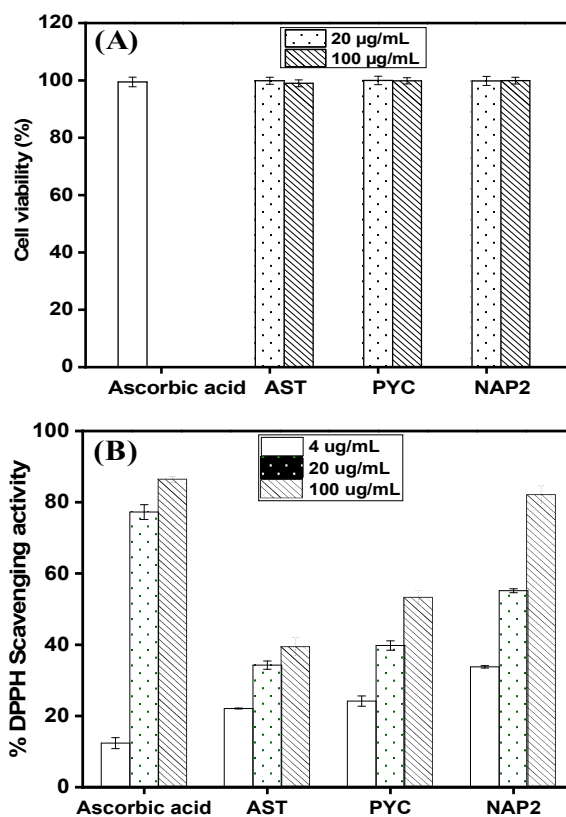 (A)
20 µg/mL
100 µg/mL
120
100
80
60
40
20
0
Cell viability (%)
Ascorbic acid AST PYC NAP2
(B)
4 ug/mL
20 ug/mL
100 ug/mL
100
80
60
40
20
0
% DPPH Scavenging activity
Ascorbic acid AST PYC NAP2